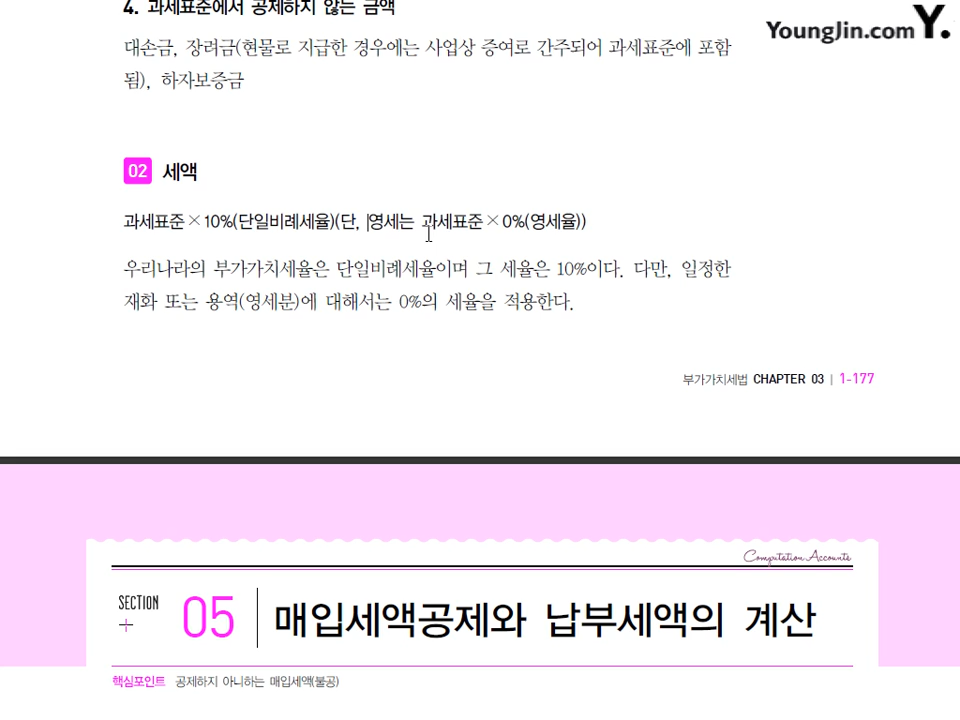 4. 과세표준에서 공제하지 않는 금액
YoungJin.com Y.
대손금, 장려금(현물로 지급한 경우에는 사업상 증여로 간주되어 과세표준에 포함
됨), 하자보증금
02 세액
과세표준×10%(단일비례세율)(단, 영세는 과세표준×0%(영세율))
우리나라의 부가가치세율은 단일비례세율이며 그 세율은 10%이다. 다만, 일정한
재화 또는 용역(영세분)에 대해서는 0%의 세율을 적용한다.
부가가치세법 CHAPTER 03 | 1-177
Computation Accounts
SECTION 05 매입세액공제와 납부세액의 계산
핵심포인트 공제하지 아니하는 매입세액(불공)